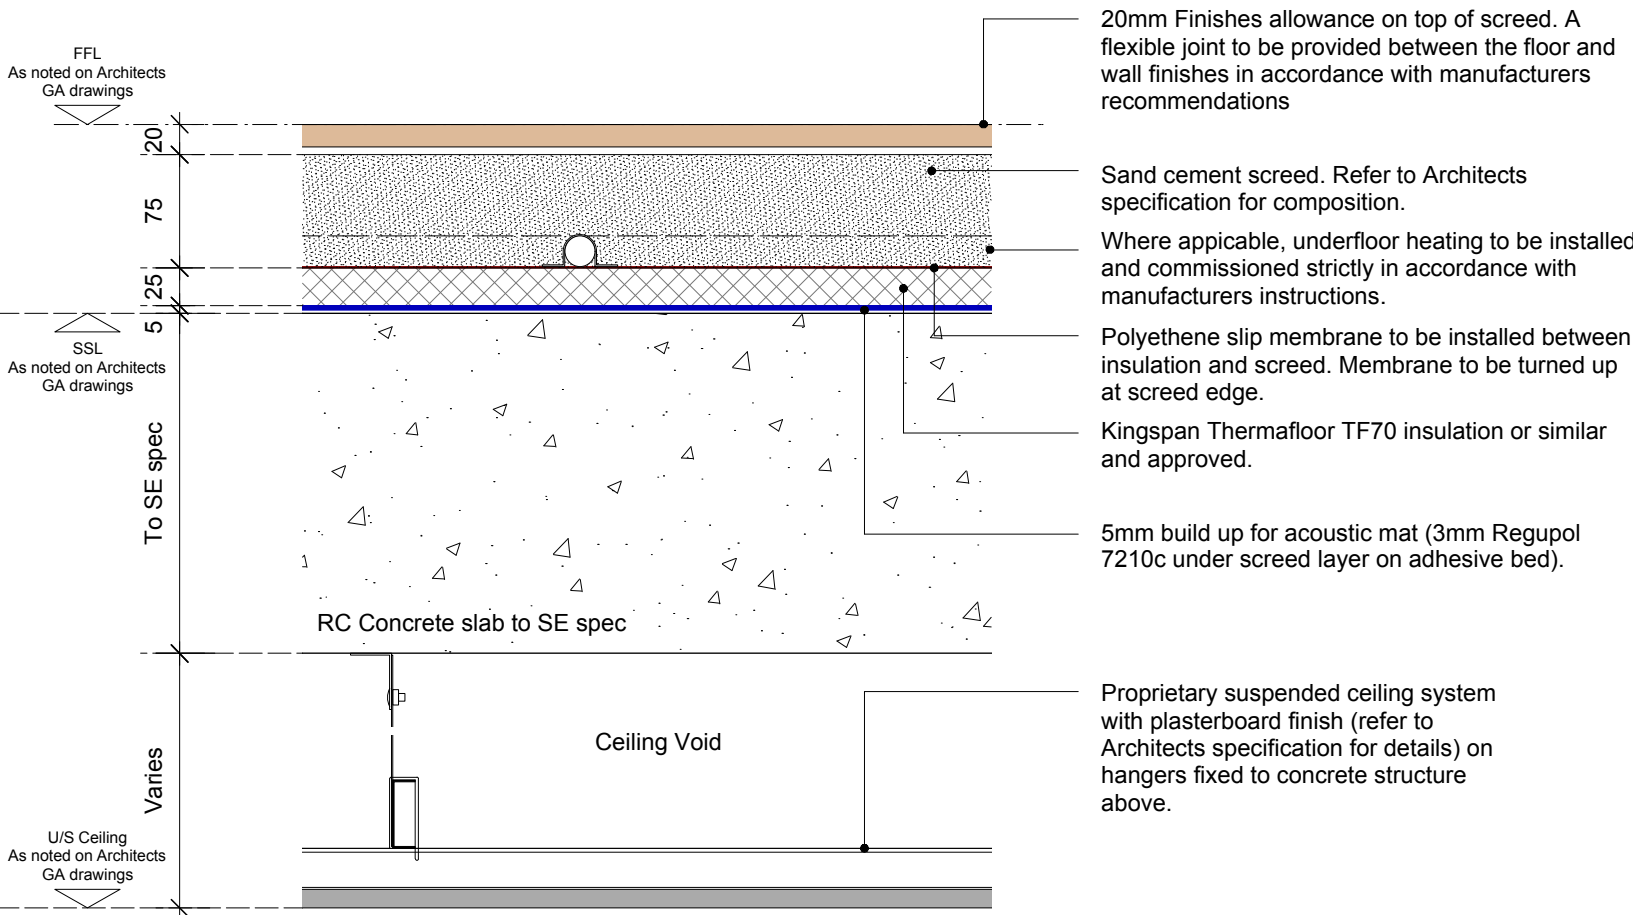 20mm Finishes allowance on top of screed. A
flexible joint to be provided between the floor and
wall finishes in accordance with manufacturers
recommendations
FFL
As noted on Architects
GA drawings
20
Sand cement screed. Refer to Architects
specification for composition.
75
Where appicable, underfloor heating to be installed
and commissioned strictly in accordance with
manufacturers instructions.
25
5
Polyethene slip membrane to be installed between
insulation and screed. Membrane to be turned up
at screed edge.
SSL
As noted on Architects
GA drawings
Kingspan Thermafloor TF70 insulation or similar
and approved.
To SE spec
5mm build up for acoustic mat (3mm Regupol
7210c under screed layer on adhesive bed).
RC Concrete slab to SE spec
Proprietary suspended ceiling system
with plasterboard finish (refer to
Architects specification for details) on
hangers fixed to concrete structure
above.
Ceiling Void
Varies
U/S Ceiling
As noted on Architects
GA drawings